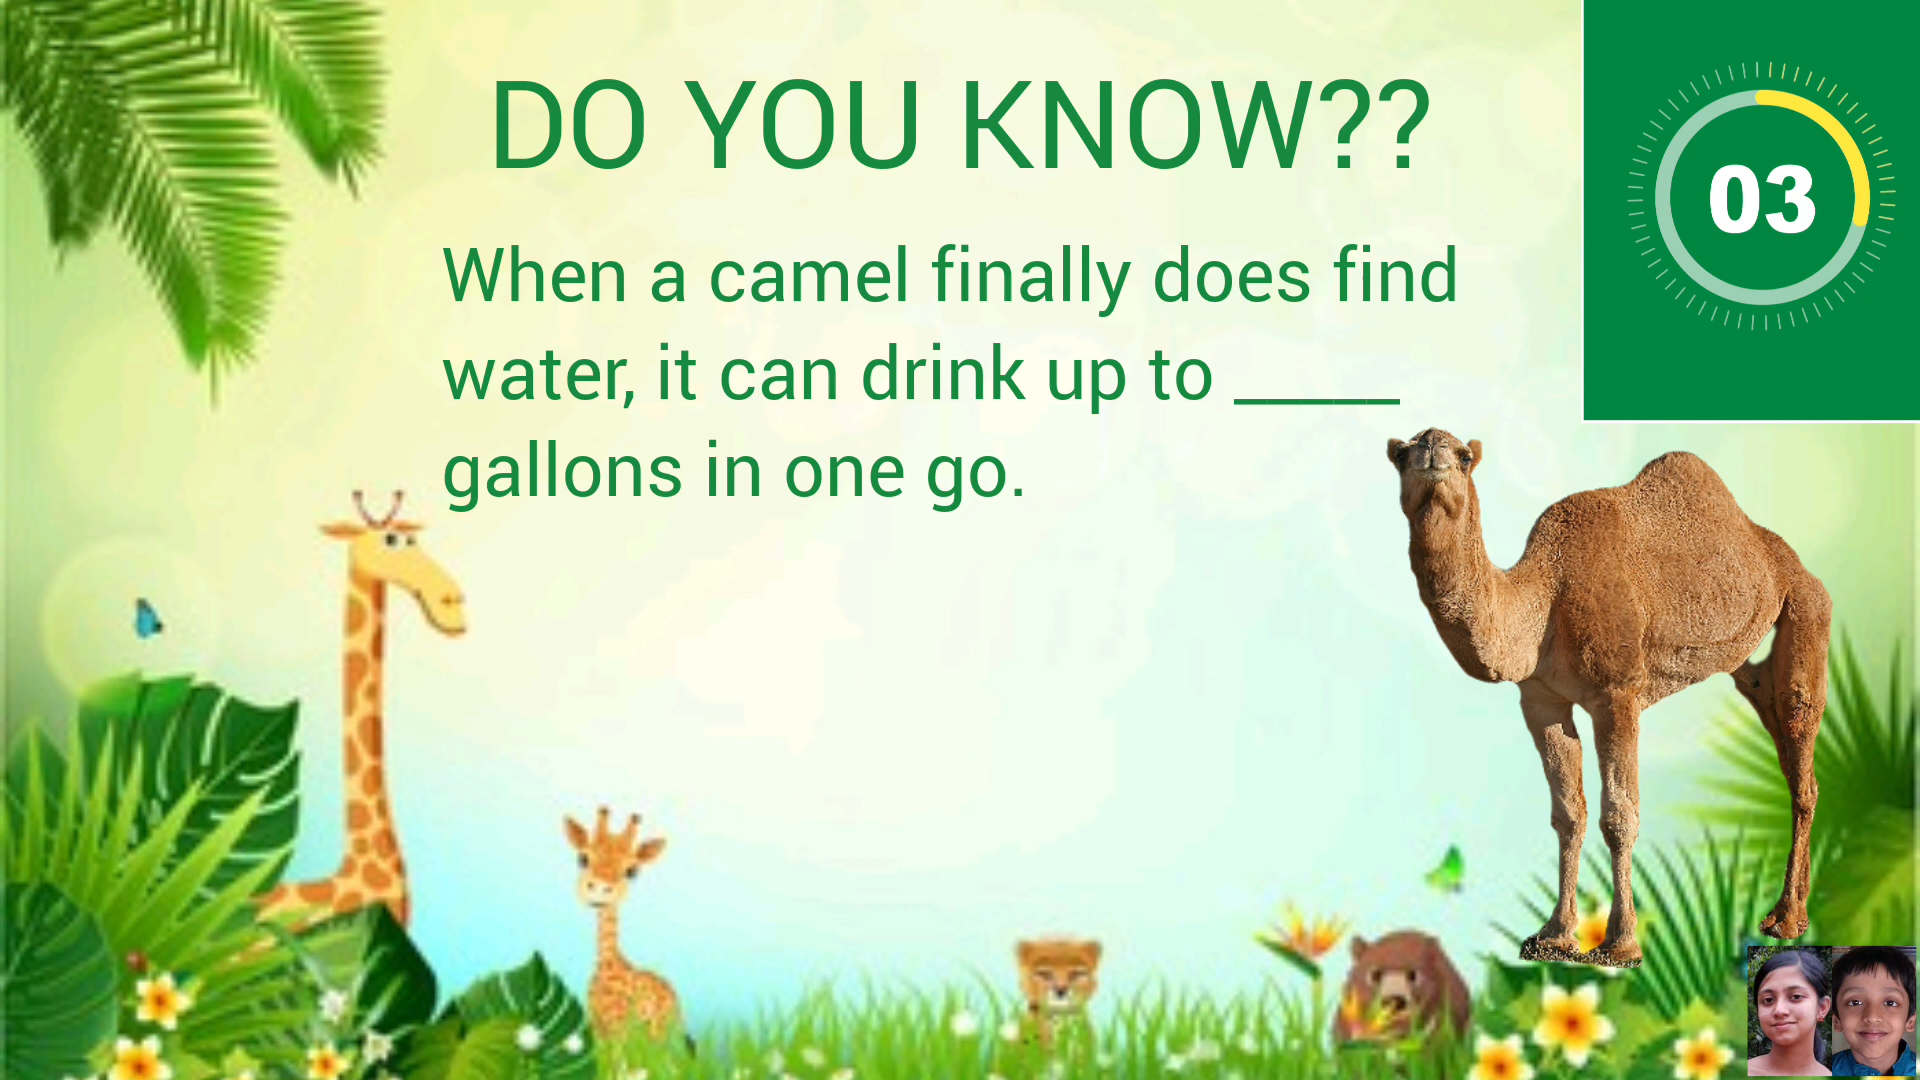 DO YOU KNOW??
03
When a camel finally does find
water, it can drink up to _____
gallons in one go.